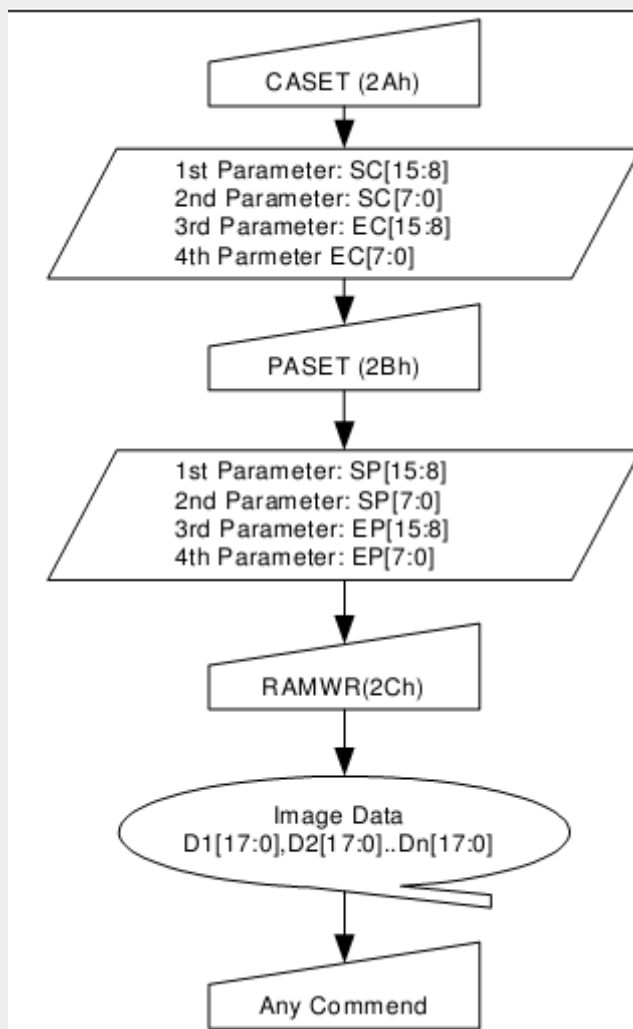 CASET (2Ah)
1st Parameter: SC[15:8]
2nd Parameter: SC[7:0]
3rd Parameter: EC[15:8]
4th Parmeter EC[7:0]
PASET (2Bh)
1st Parameter: SP[15:8]
2nd Parameter: SP[7:0]
3rd Parameter: EP[15:8]
4th Parameter: EP[7:0]
RAMWR(2Ch)
Image Data
D1[17:0],D2[17:0]..Dn[17:0]
Any Commend